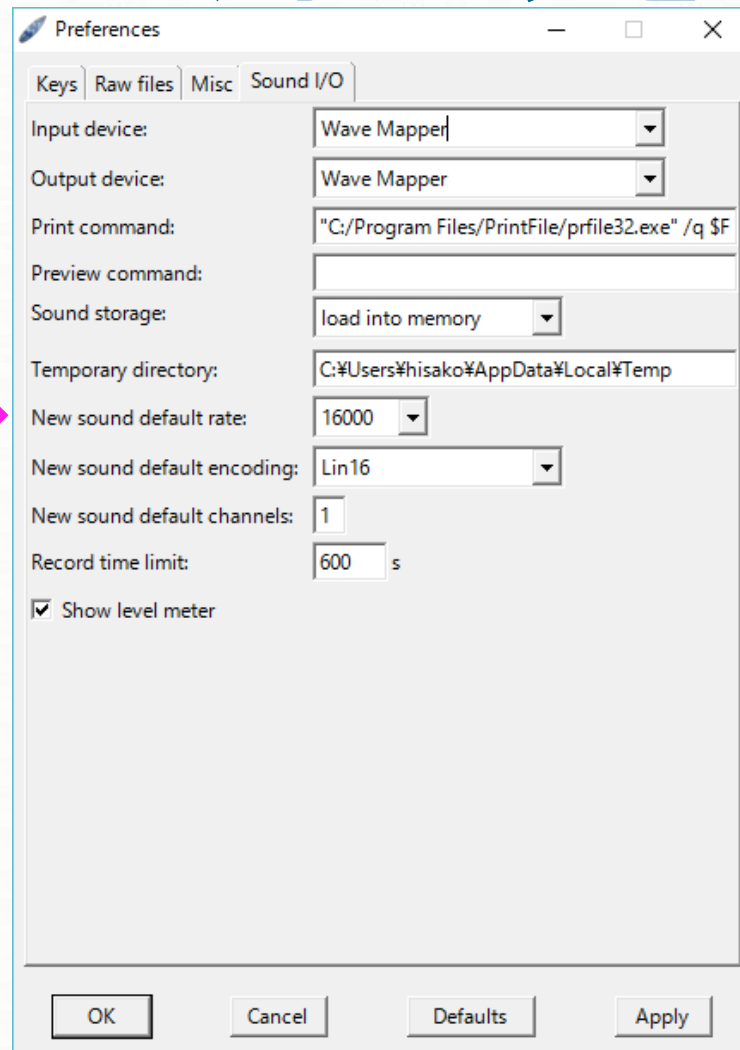 Preferences
Keys Raw files Misc Sound I/O
Input device: Wave Mapper
Output device: Wave Mapper
Print command: "C:/Program Files/PrintFile/prfile32.exe" /q $F
Preview command:
Sound storage: load into memory
Temporary directory: C:¥Users¥hisako¥AppData¥Local¥Temp
New sound default rate: 16000
New sound default encoding: Lin16
New sound default channels: 1
Record time limit: 600 s
Show level meter
OK Cancel Defaults Apply